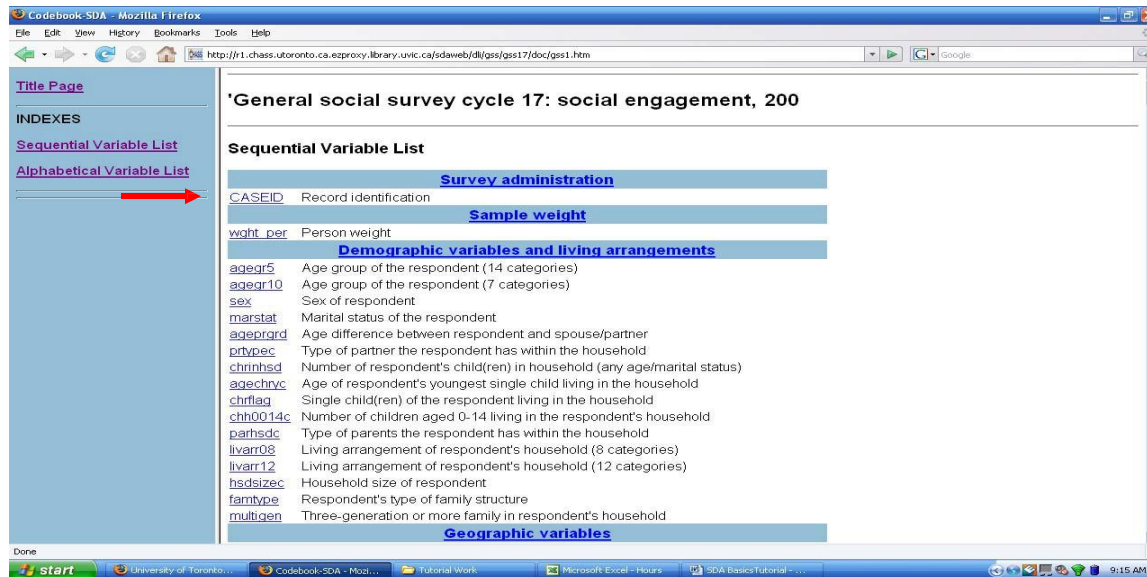 Codebook-SDA - Mozilla Firefox
File Edit View History Bookmarks Tools Help
http://r1.chass.utoronto.ca.ezproxy.library.uvic.ca/sdaweb/dli/gss/gss17/doc/gss1.htm
Google
Title Page
INDEXES
Sequential Variable List
Alphabetical Variable List
'General social survey cycle 17: social engagement, 200
Sequential Variable List
Survey administration
CASEID Record identification
Sample weight
wght_per Person weight
Demographic variables and living arrangements
agegr5 Age group of the respondent (14 categories)
agegr10 Age group of the respondent (7 categories)
sex Sex of respondent
marstat Marital status of the respondent
ageprgrd Age difference between respondent and spouse/partner
prtypec Type of partner the respondent has within the household
chrinhsd Number of respondent's child(ren) in household (any age/marital status)
agechryc Age of respondent's youngest single child living in the household
chrflag Single child(ren) of the respondent living in the household
chh0014c Number of children aged 0-14 living in the respondent's household
parhsdc Type of parents the respondent has within the household
livarr08 Living arrangement of respondent's household (8 categories)
livarr12 Living arrangement of respondent's household (12 categories)
hsdsizec Household size of respondent
famtype Respondent's type of family structure
multigen Three-generation or more family in respondent's household
Geographic variables
Done
start University of Toronto... Codebook-SDA - Mozi... Tutorial Work Microsoft Excel - Hours SDA BasicsTutorial - ... 9:15 AM